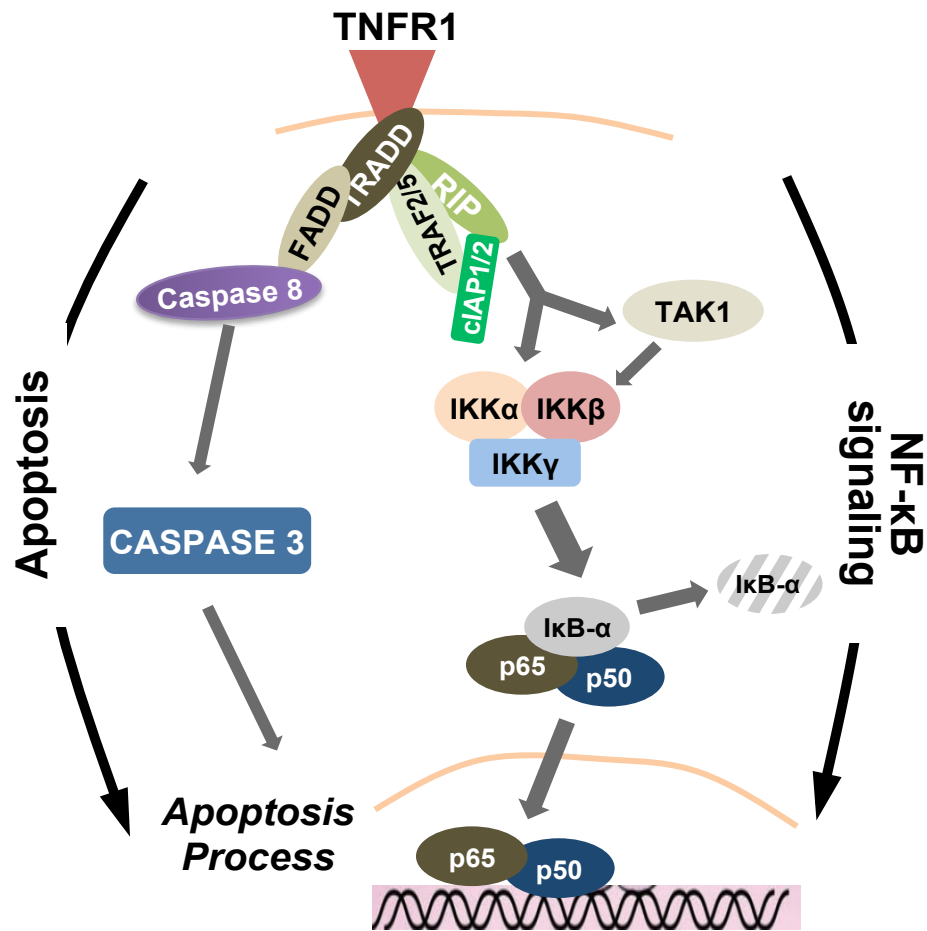 TNFR1
TRADD
FADD
TRAF2/5
RIP
cIAP1/2
Caspase 8
TAK1
IKKα
IKKβ
IKKγ
Apoptosis
NF-κB
signaling
CASPASE 3
IκB-α
IκB-α
p65
p50
Apoptosis
Process
p65
p50